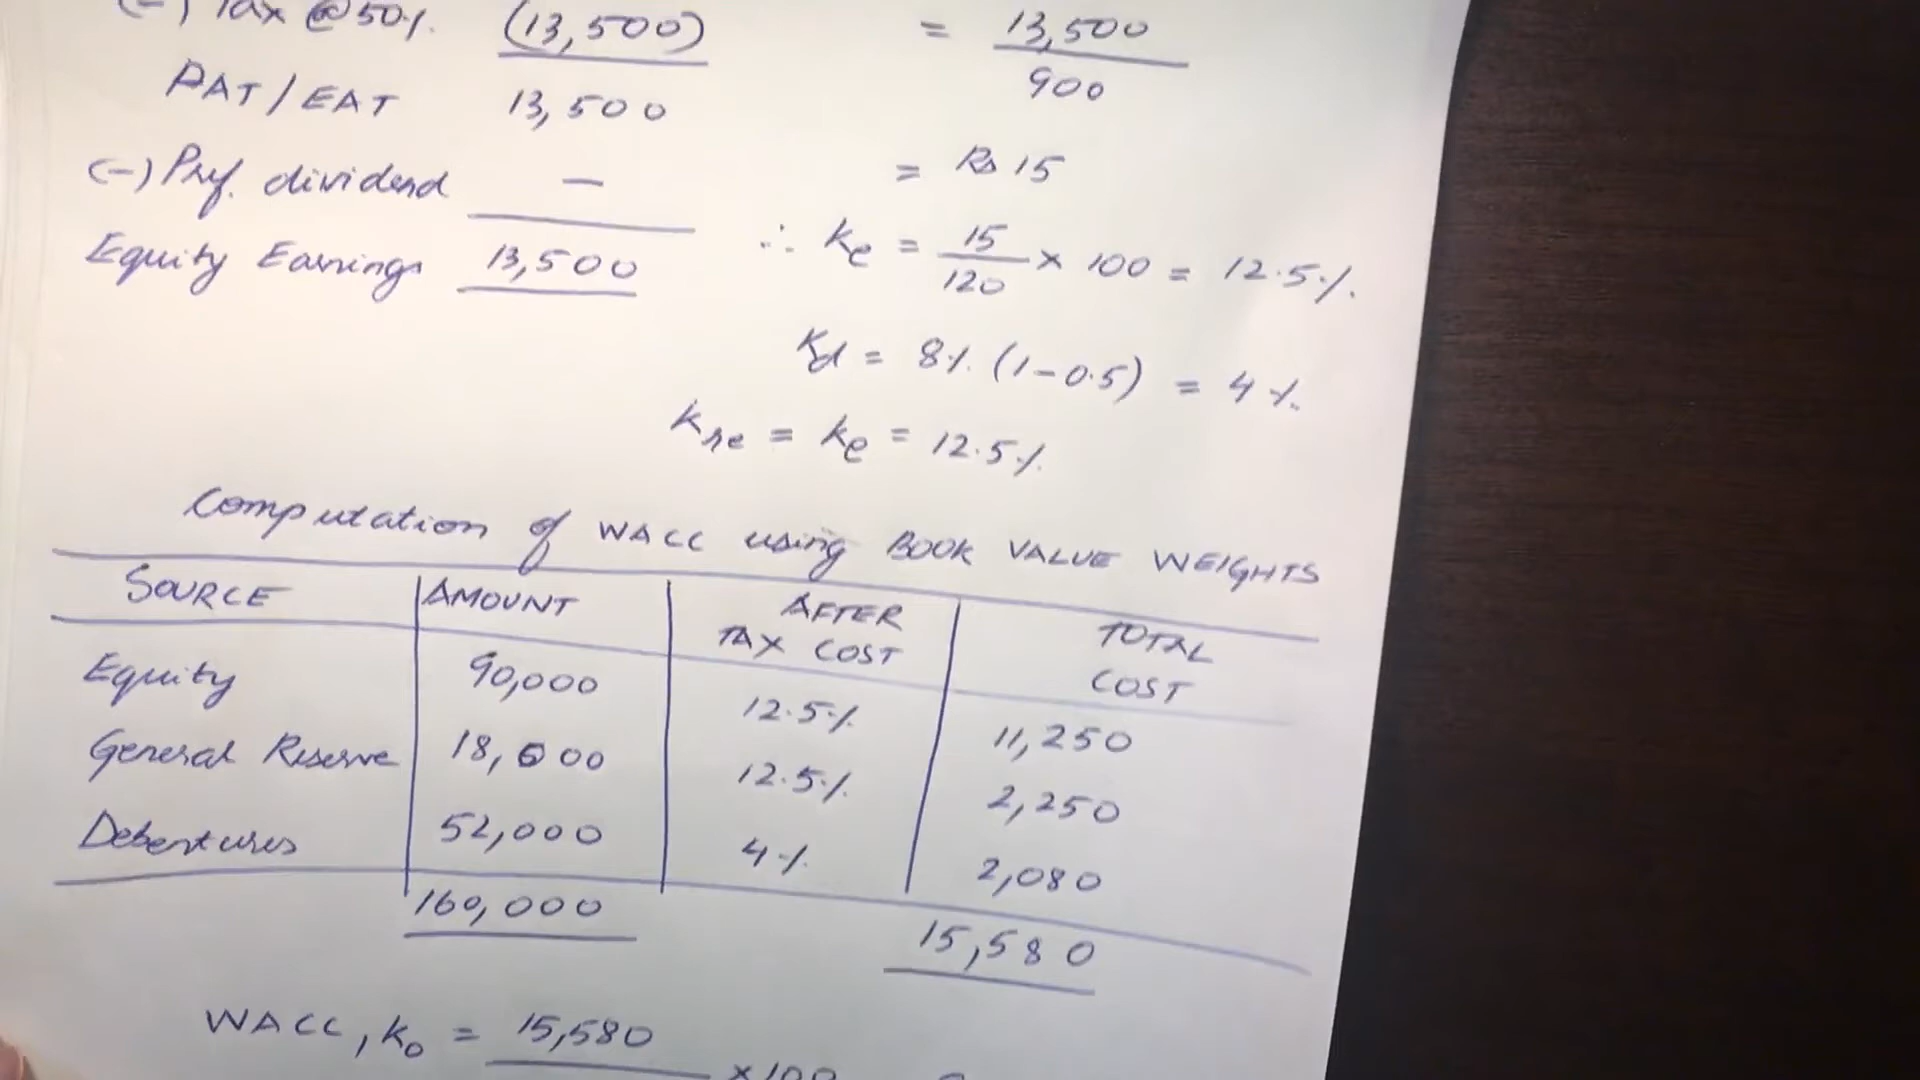 (-) Tax @50%. (13,500) = 13,500
PAT/EAT 13,500 900
(-) Pref. dividend — = Rs 15
Equity Earnings 13,500 ∴ ke = 15/120 × 100 = 12.5%.
Kd = 8%. (1-0.5) = 4%.
Kre = ke = 12.5%.
Computation of WACC using BOOK VALUE WEIGHTS
SOURCE AMOUNT AFTER TAX COST TOTAL COST
Equity 90,000 12.5% 11,250
General Reserve 18,000 12.5% 2,250
Debentures 52,000 4% 2,080
160,000 15,580
WACC, Ko = 15,580 ×100